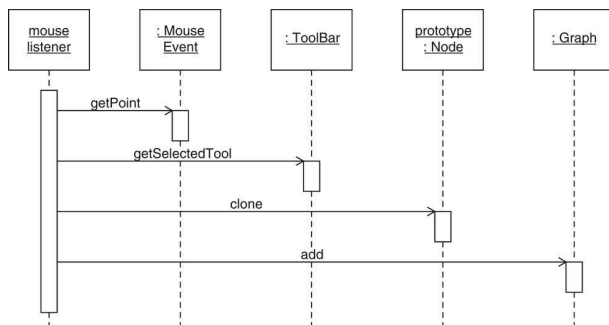 mouse
listener
: Mouse
Event
: ToolBar
prototype
: Node
: Graph
getPoint
getSelectedTool
clone
add